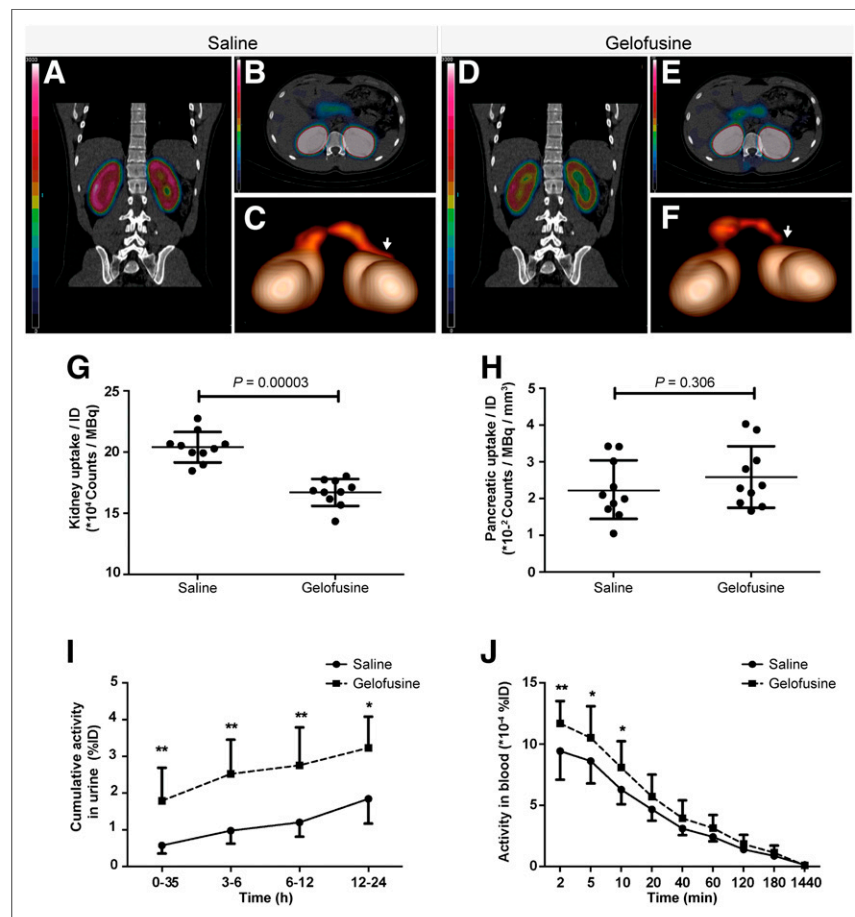 Saline
Gelofusine
A
B
C
D
E
F
G
P = 0.00003
Kidney uptake / ID
(*10⁴ Counts / MBq)
25
20
15
10
Saline
Gelofusine
H
P = 0.306
Pancreatic uptake / ID
(*10⁻² Counts / MBq / mm³)
5
4
3
2
1
0
Saline
Gelofusine
I
Saline
Gelofusine
Cumulative activity
in urine (%ID)
5
4
3
2
1
0
**
**
**
*
0-35
3-6
6-12
12-24
Time (h)
J
Saline
Gelofusine
Activity in blood (*10⁻⁴ %ID)
15
10
5
0
**
*
*
2
5
10
20
40
60
120
180
1440
Time (min)